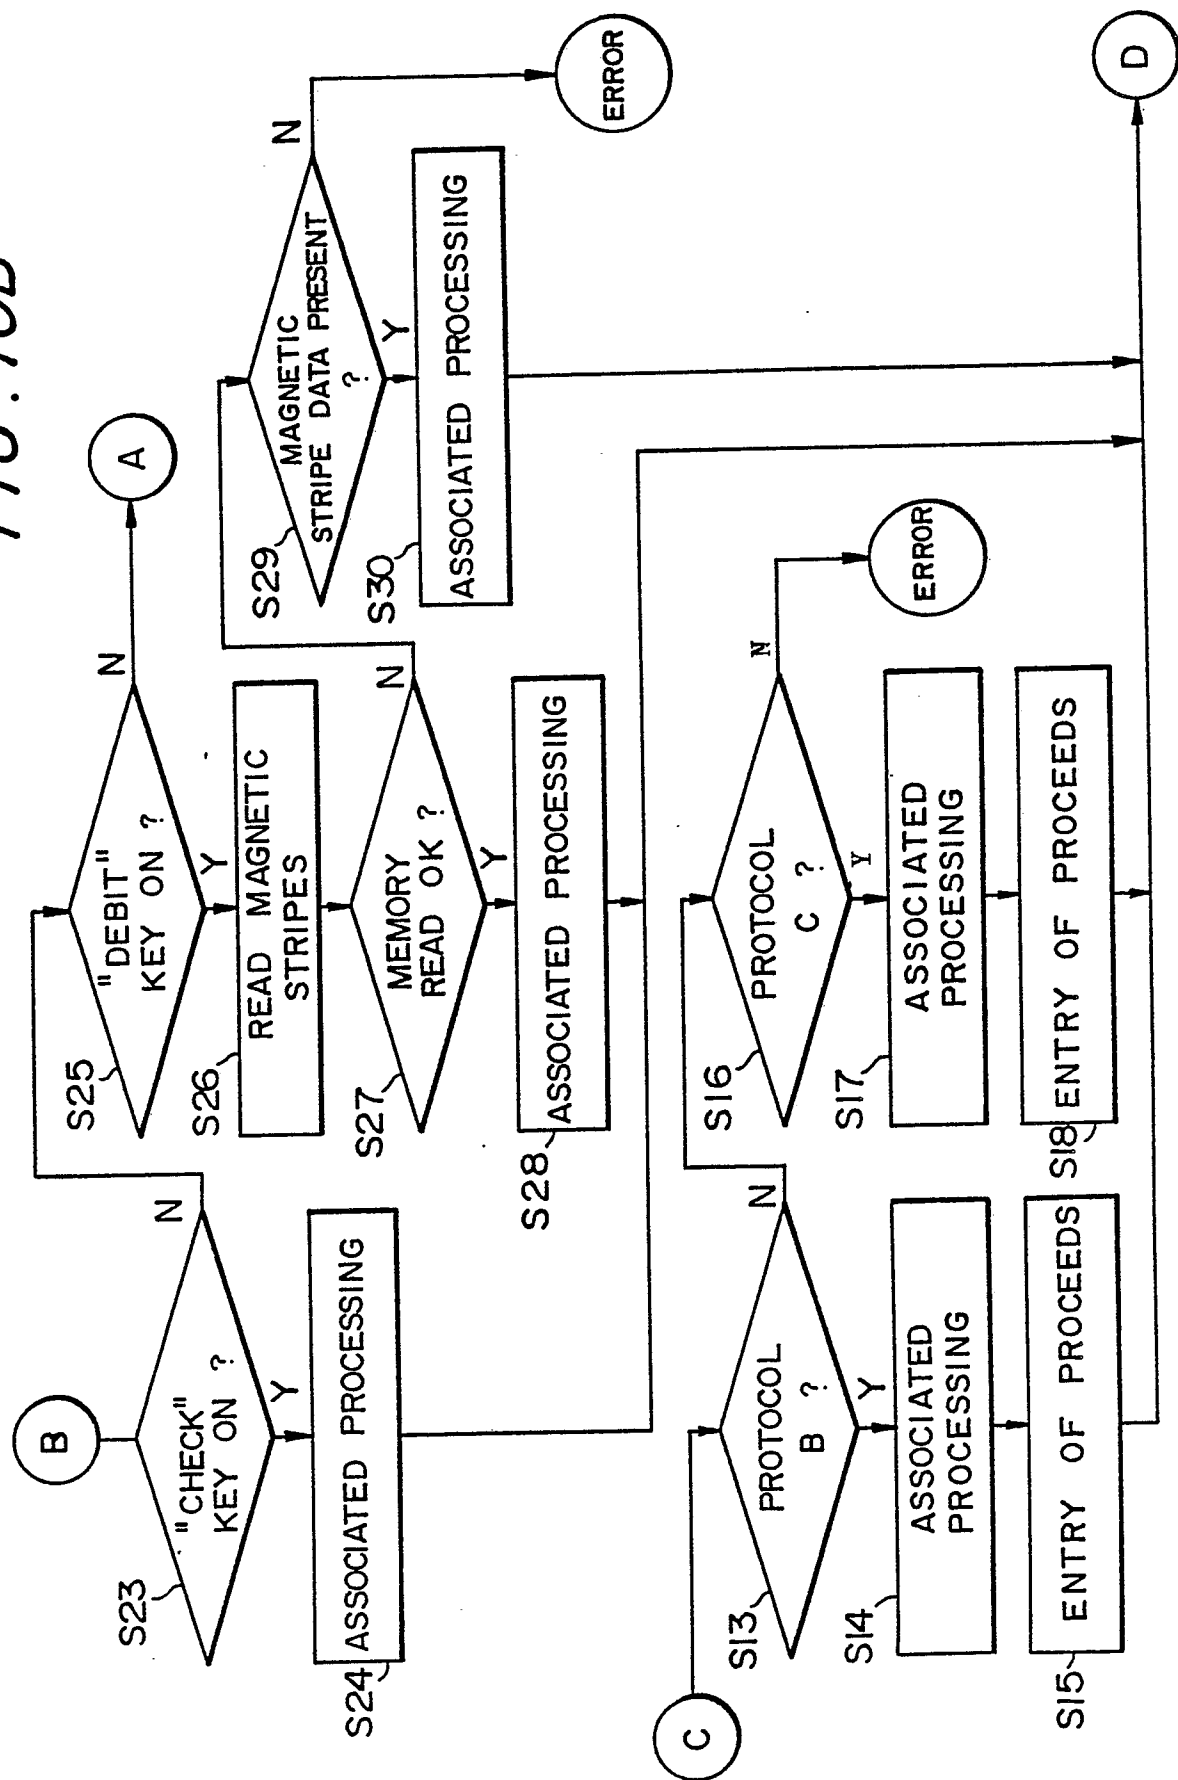 B
S23
"CHECK"
KEY ON ?
N
Y
S24
ASSOCIATED PROCESSING
S25
"DEBIT"
KEY ON ?
N
A
Y
S26
READ MAGNETIC
STRIPES
S27
MEMORY
READ OK ?
N
Y
S28
ASSOCIATED PROCESSING
S29
MAGNETIC
STRIPE DATA PRESENT
?
N
ERROR
Y
S30
ASSOCIATED PROCESSING
C
S13
PROTOCOL
B ?
N
Y
S14
ASSOCIATED
PROCESSING
S15
ENTRY OF PROCEEDS
S16
PROTOCOL
C ?
N
ERROR
Y
S17
ASSOCIATED
PROCESSING
S18
ENTRY OF PROCEEDS
D